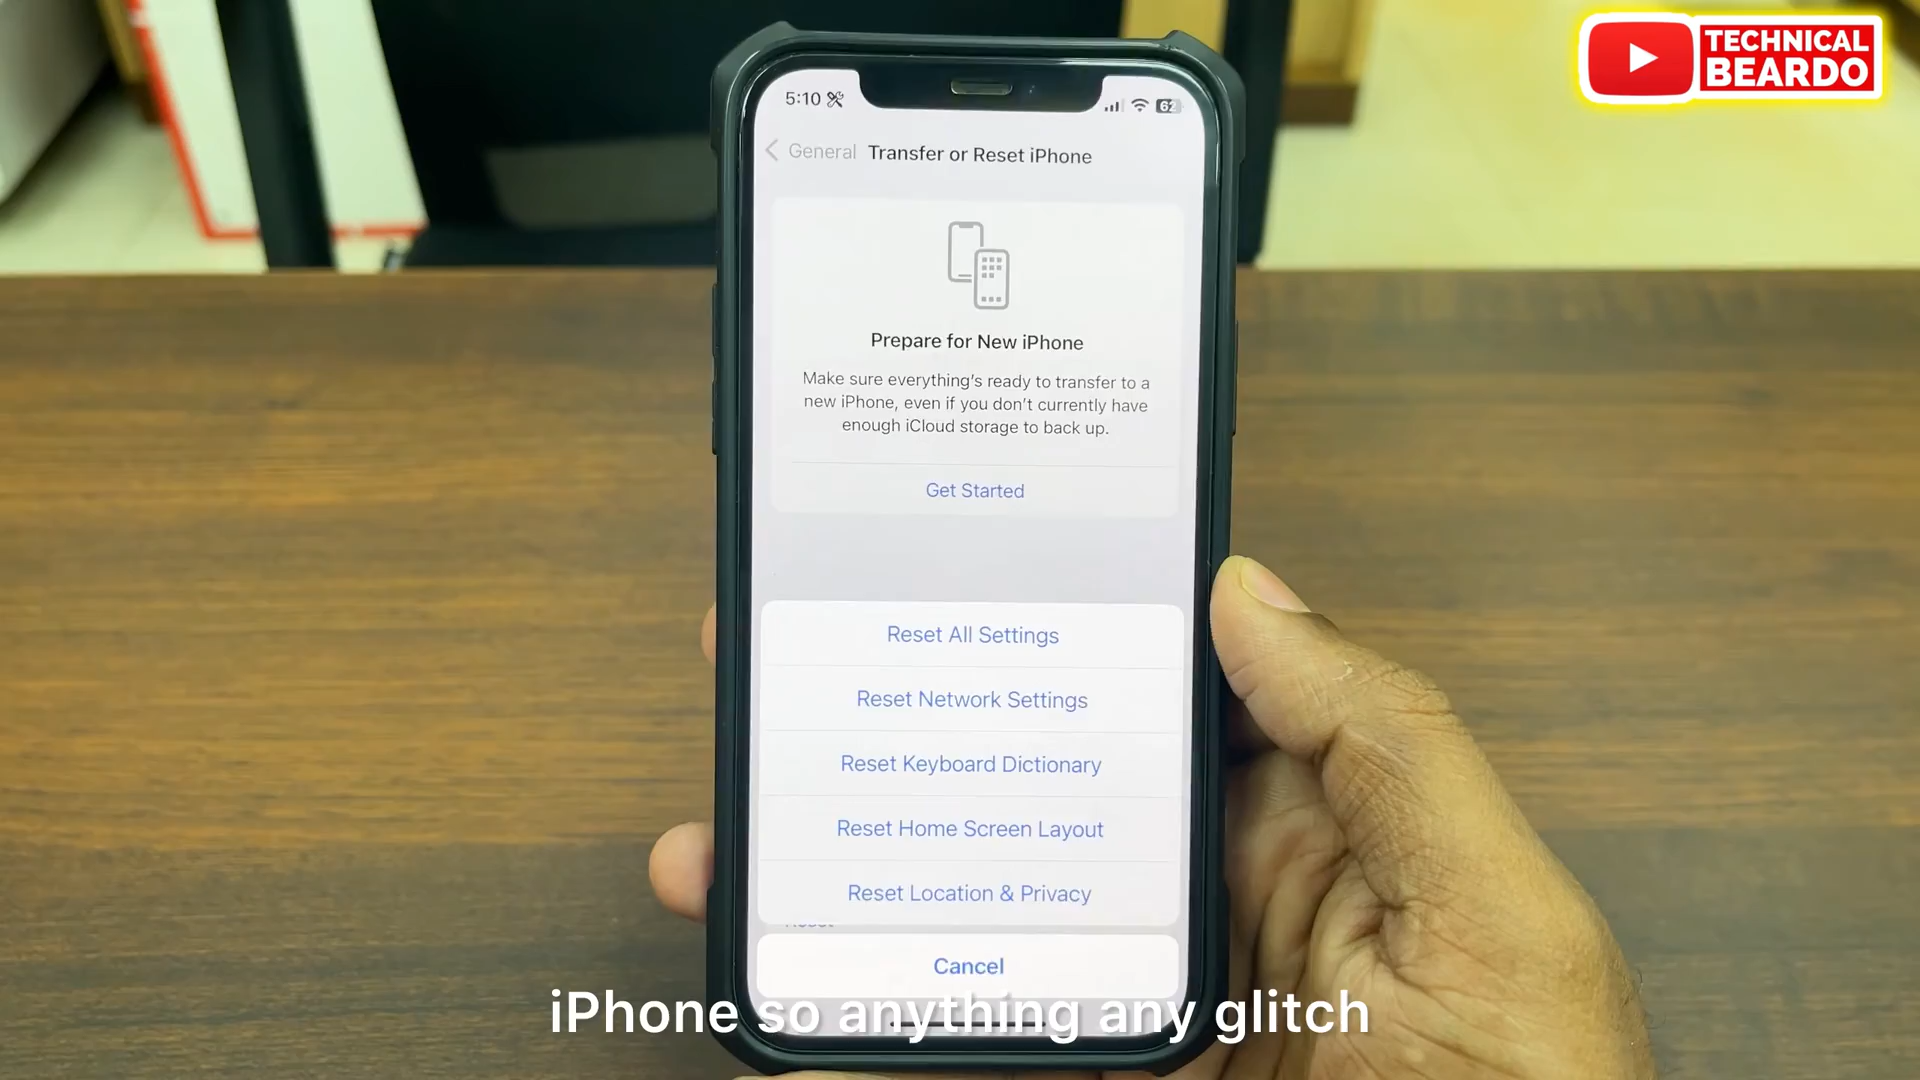 TECHNICAL
BEARDO
5:10
62
General
Transfer or Reset iPhone
Prepare for New iPhone
Make sure everything's ready to transfer to a
new iPhone, even if you don't currently have
enough iCloud storage to back up.
Get Started
Reset All Settings
Reset Network Settings
Reset Keyboard Dictionary
Reset Home Screen Layout
Reset Location & Privacy
Reset
Cancel
iPhone so anything any glitch